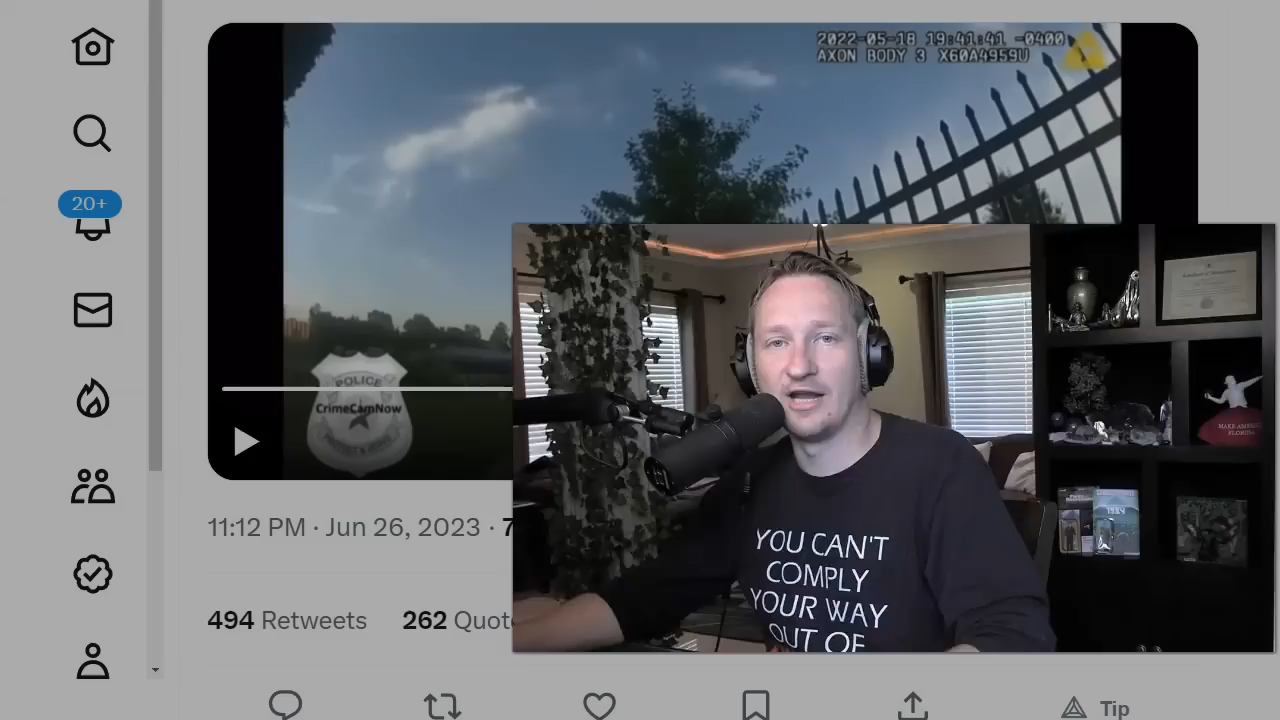 2022-05-18 19:41:41 -0400
AXON BODY 3 X60A4959U
20+
POLICE
CrimeCamNow
11:12 PM · Jun 26, 2023 · 7
494 Retweets 262 Quot
Tip
YOU CAN'T
COMPLY
YOUR WAY
OUT OF
MAKE AMERICA
FLORIDA
1984